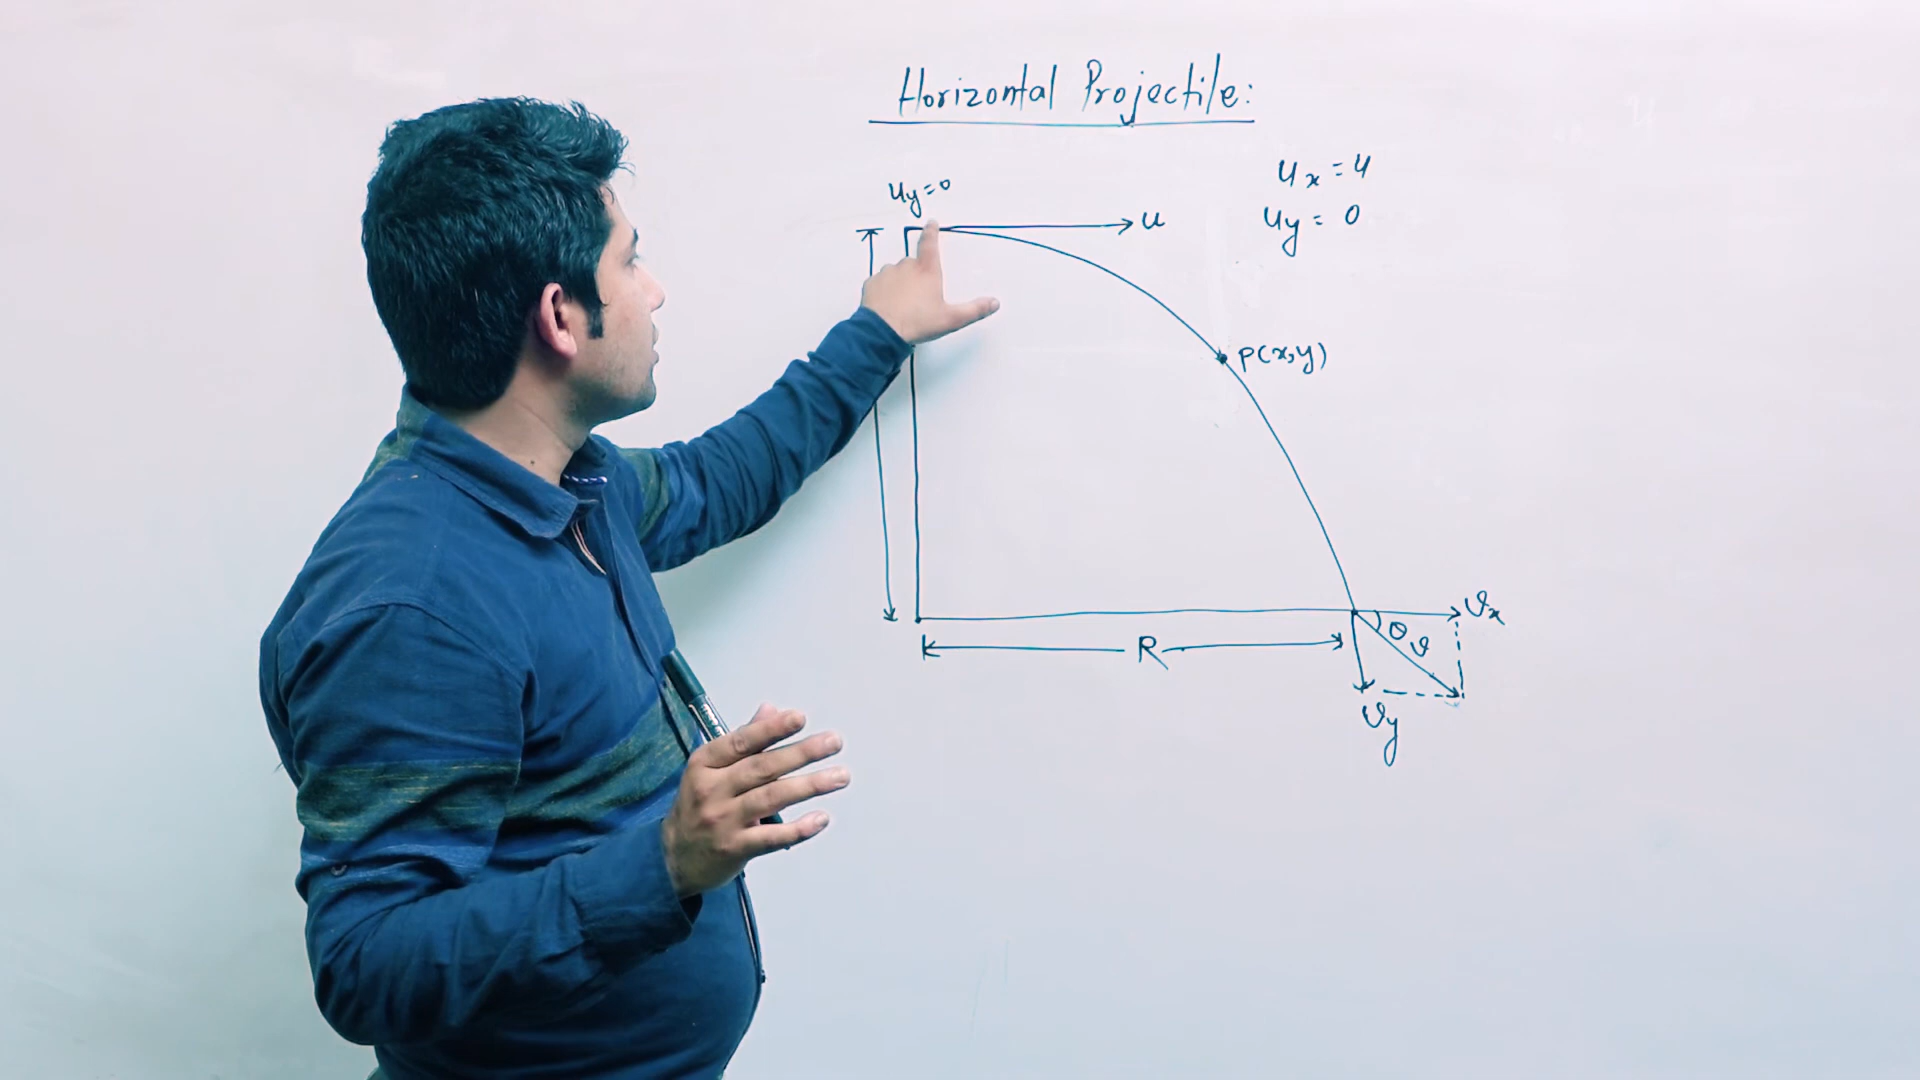 Horizontal Projectile:
uy=0
u
ux = u
uy = 0
P(x,y)
vx
θ
v
R
vy